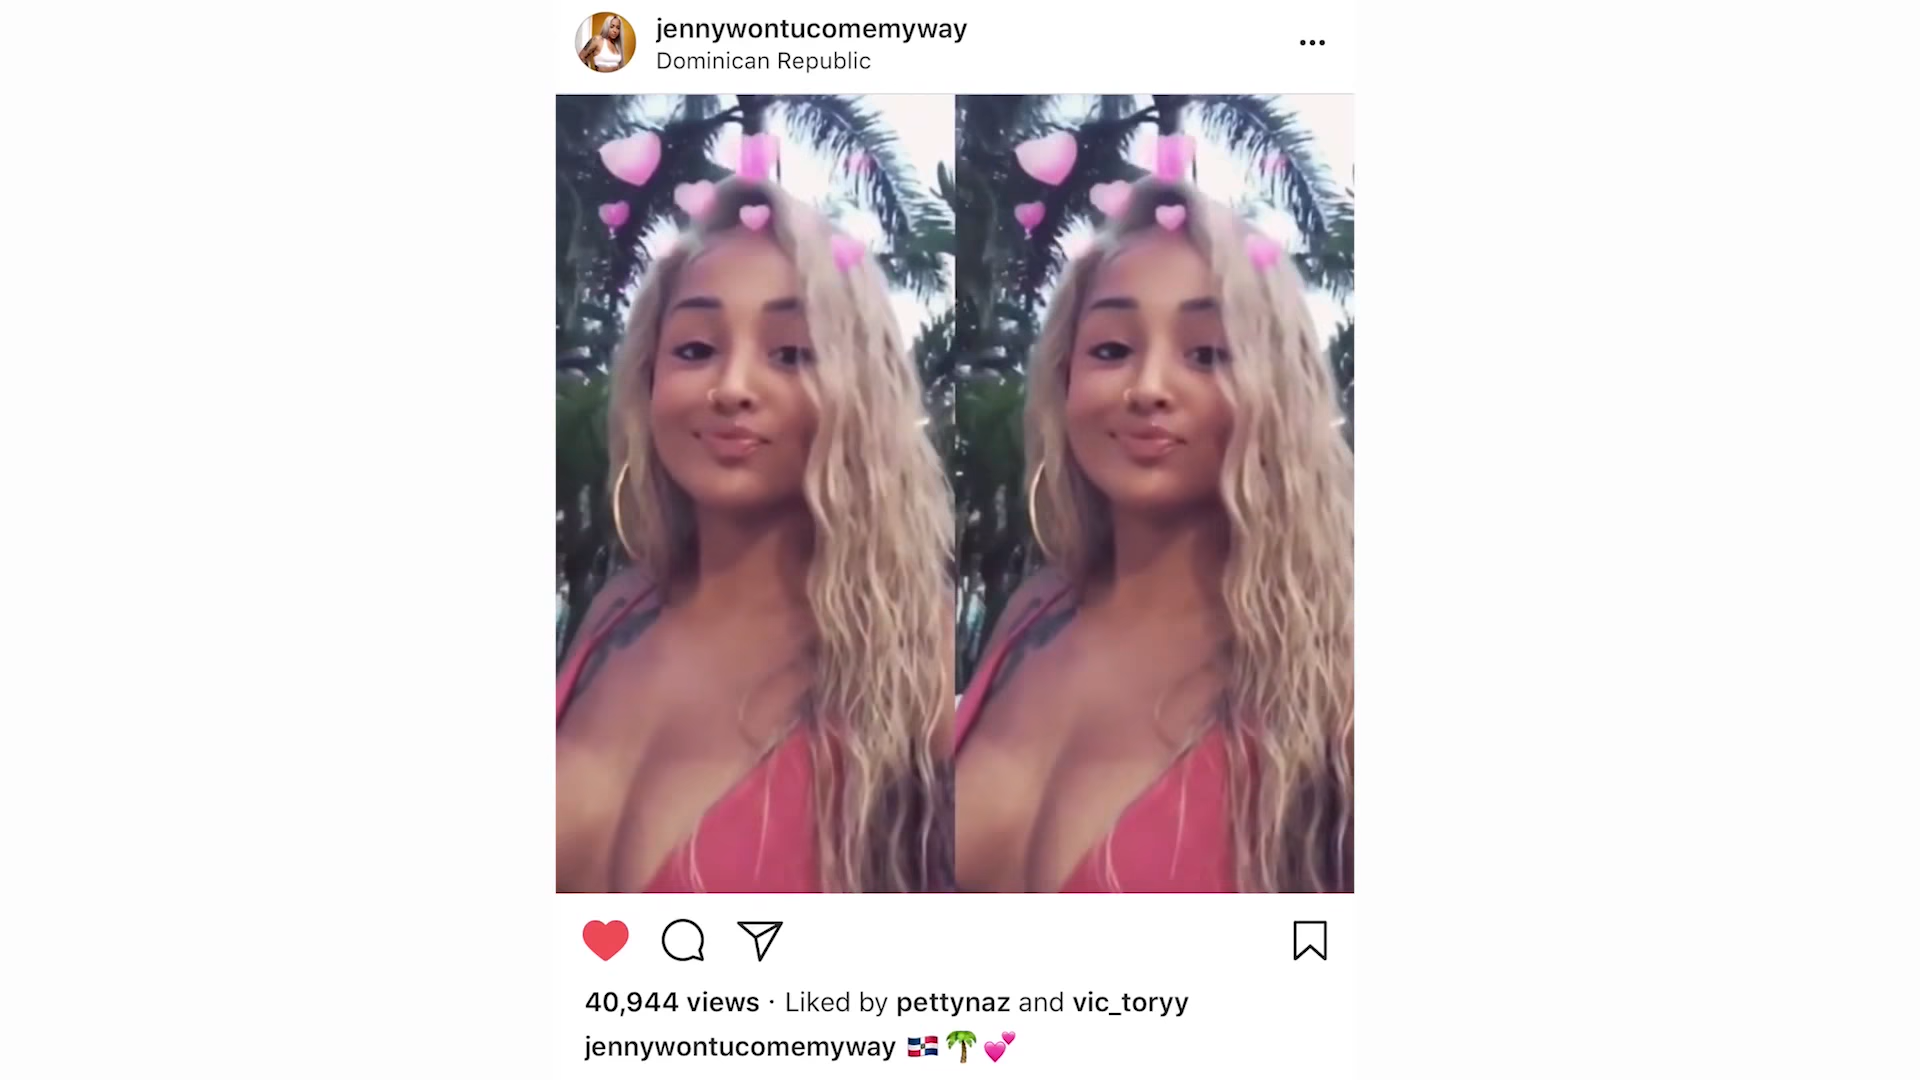 jennywontucomemyway
Dominican Republic
40,944 views · Liked by pettynaz and vic_toryy
jennywontucomemyway 🇩🇴🌴💕